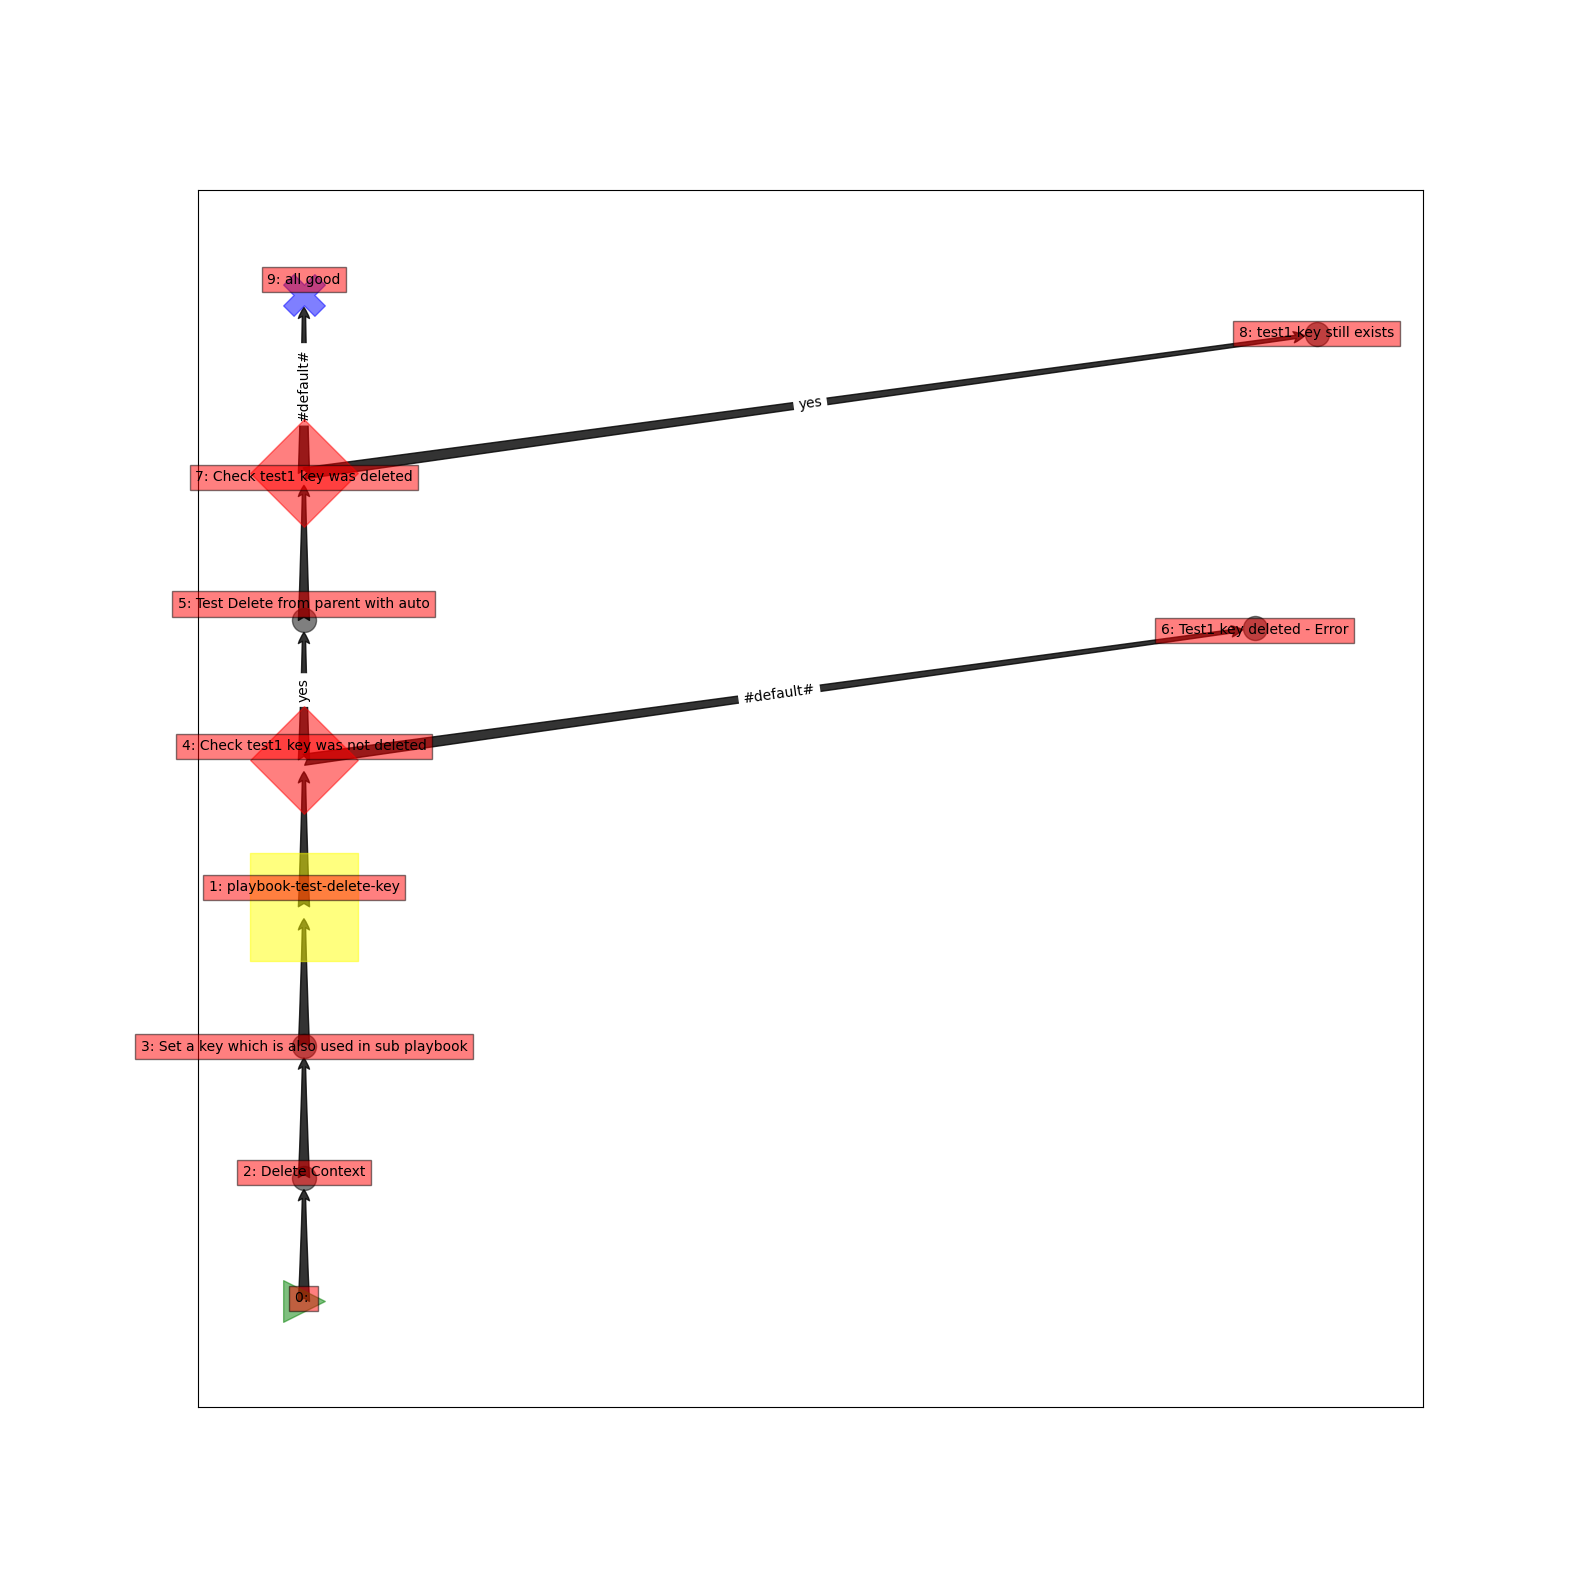 9: all good
8: test1 key still exists
#default#
yes
7: Check test1 key was deleted
5: Test Delete from parent with auto
6: Test1 key deleted - Error
yes
#default#
4: Check test1 key was not deleted
1: playbook-test-delete-key
3: Set a key which is also used in sub playbook
2: Delete Context
0: